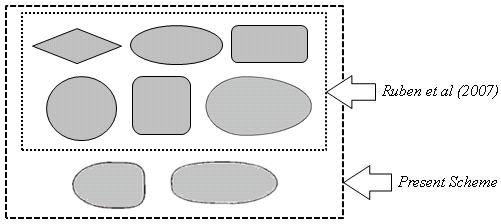 Ruben et al (2007)
Present Scheme